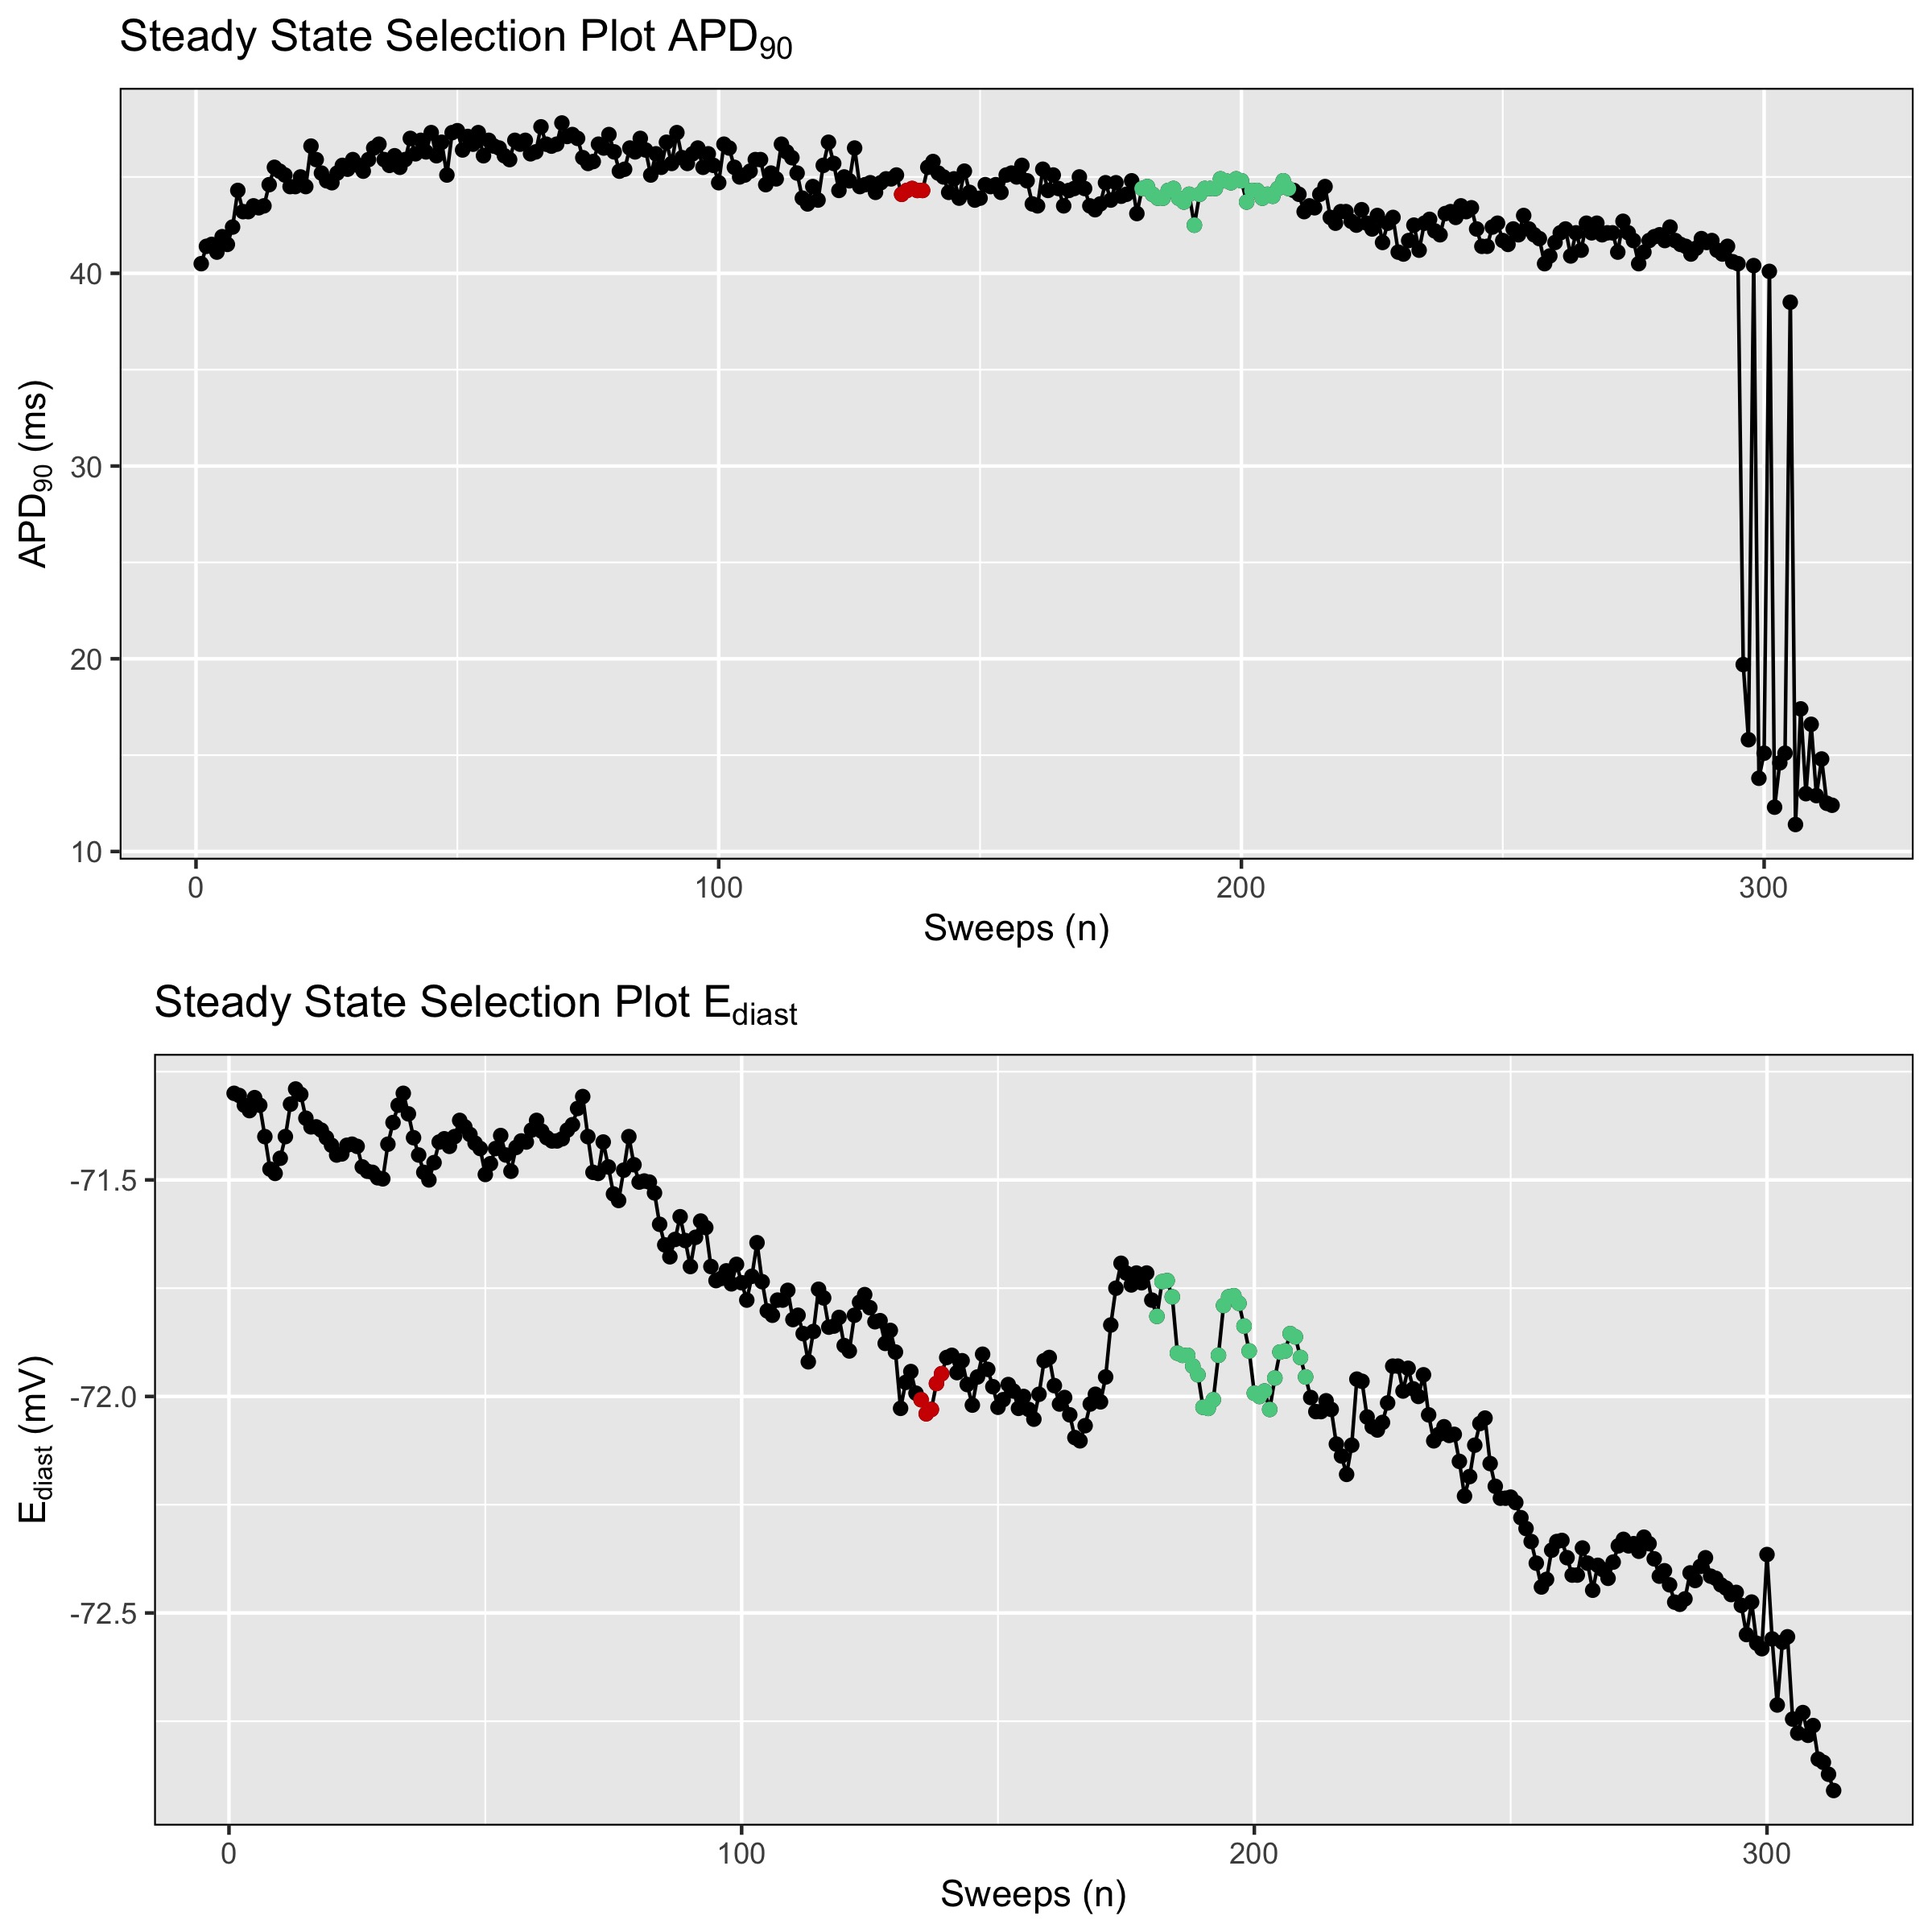 Steady State Selection Plot APD90
40
30
20
10
APD90 (ms)
0 100 200 300
Sweeps (n)
Steady State Selection Plot Ediast
-71.5
-72.0
-72.5
Ediast (mV)
0 100 200 300
Sweeps (n)